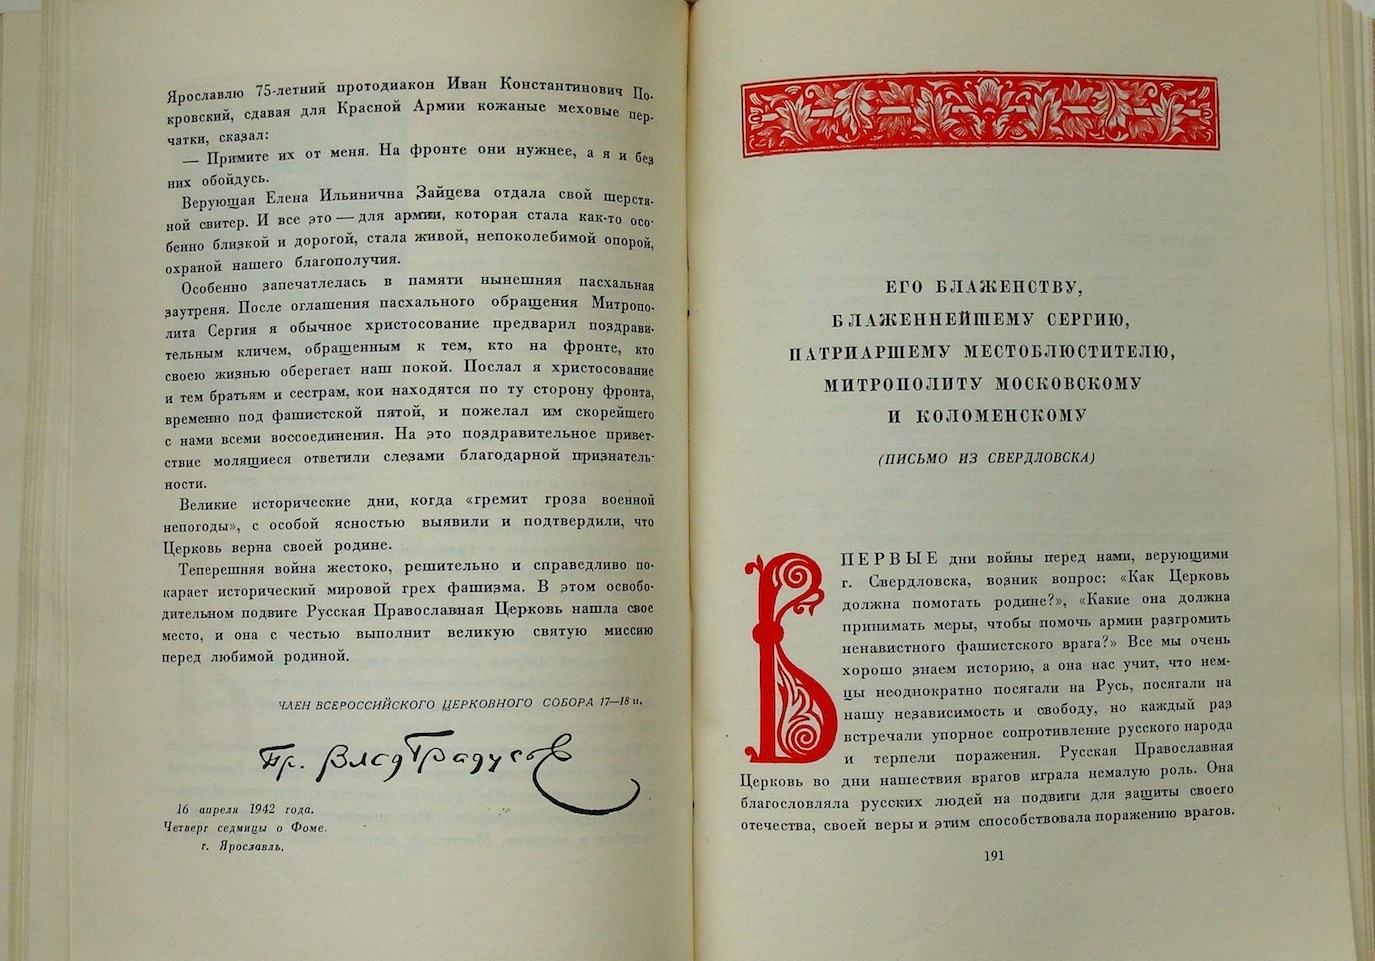 Ярославлю 75-летний протодиакон Иван Константинович По-
кровский, сдавая для Красной Армии кожаные меховые пер-
чатки, сказал:
— Примите их от меня. На фронте они нужнее, а я и без
них обойдусь.
Верующая Елена Ильинична Зайцева отдала свой шерстя-
ной свитер. И все это — для армии, которая стала как-то осо-
бенно близкой и дорогой, стала живой, непоколебимой опорой,
охраной нашего благополучия.
Особенно запечатлелась в памяти нынешняя пасхальная
заутреня. После оглашения пасхального обращения Митропо-
лита Сергия я обычное христосование предварил поздрави-
тельным кличем, обращенным к тем, кто на фронте, кто
своею жизнью оберегает наш покой. Послал я христосование
и тем братьям и сестрам, кои находятся по ту сторону фронта,
временно под фашистской пятой, и пожелал им скорейшего
с нами всеми воссоединения. На это поздравительное привет-
ствие молящиеся ответили слезами благодарной признатель-
ности.
Великие исторические дни, когда «гремит гроза военной
непогоды», с особой ясностью выявили и подтвердили, что
Церковь верна своей родине.
Теперешняя война жестоко, решительно и справедливо по-
карает исторический мировой грех фашизма. В этом освобо-
дительном подвиге Русская Православная Церковь нашла свое
место, и она с честью выполнит великую святую миссию
перед любимой родиной.
ЧЛЕН ВСЕРОССИЙСКОГО ЦЕРКОВНОГО СОБОРА 17—18 гг.
Пр. Влад Градусов
16 апреля 1942 года.
Четверг седмицы о Фоме.
г. Ярославль.
ЕГО БЛАЖЕНСТВУ,
БЛАЖЕННЕЙШЕМУ СЕРГИЮ,
ПАТРИАРШЕМУ МЕСТОБЛЮСТИТЕЛЮ,
МИТРОПОЛИТУ МОСКОВСКОМУ
И КОЛОМЕНСКОМУ
(ПИСЬМО ИЗ СВЕРДЛОВСКА)
В ПЕРВЫЕ дни войны перед нами, верующими
г. Свердловска, возник вопрос: «Как Церковь
должна помогать родине?», «Какие она должна
принимать меры, чтобы помочь армии разгромить
ненавистного фашистского врага?» Все мы очень
хорошо знаем историю, а она нас учит, что нем-
цы неоднократно посягали на Русь, посягали на
нашу независимость и свободу, но каждый раз
встречали упорное сопротивление русского народа
и терпели поражения. Русская Православная
Церковь во дни нашествия врагов играла немалую роль. Она
благословляла русских людей на подвиги для защиты своего
отечества, своей веры и этим способствовала поражению врагов.
191